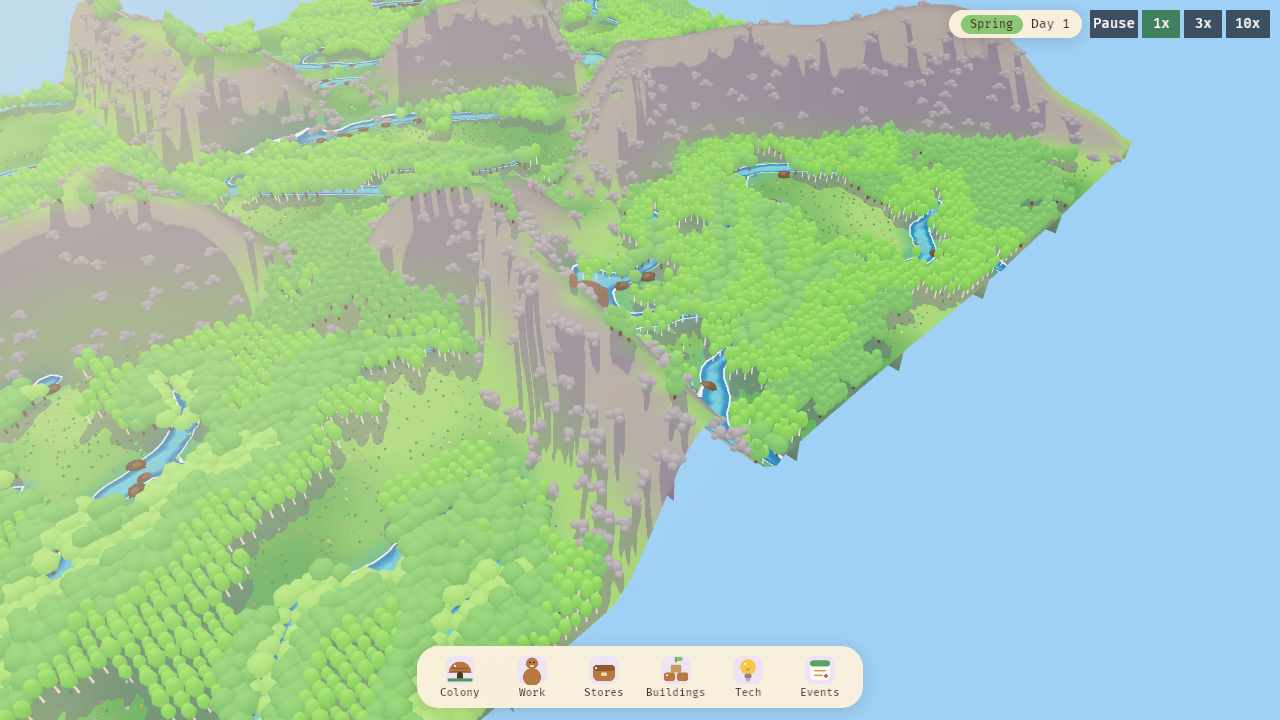 Spring Day 1 Pause 1x 3x 10x
Colony Work Stores Buildings Tech Events